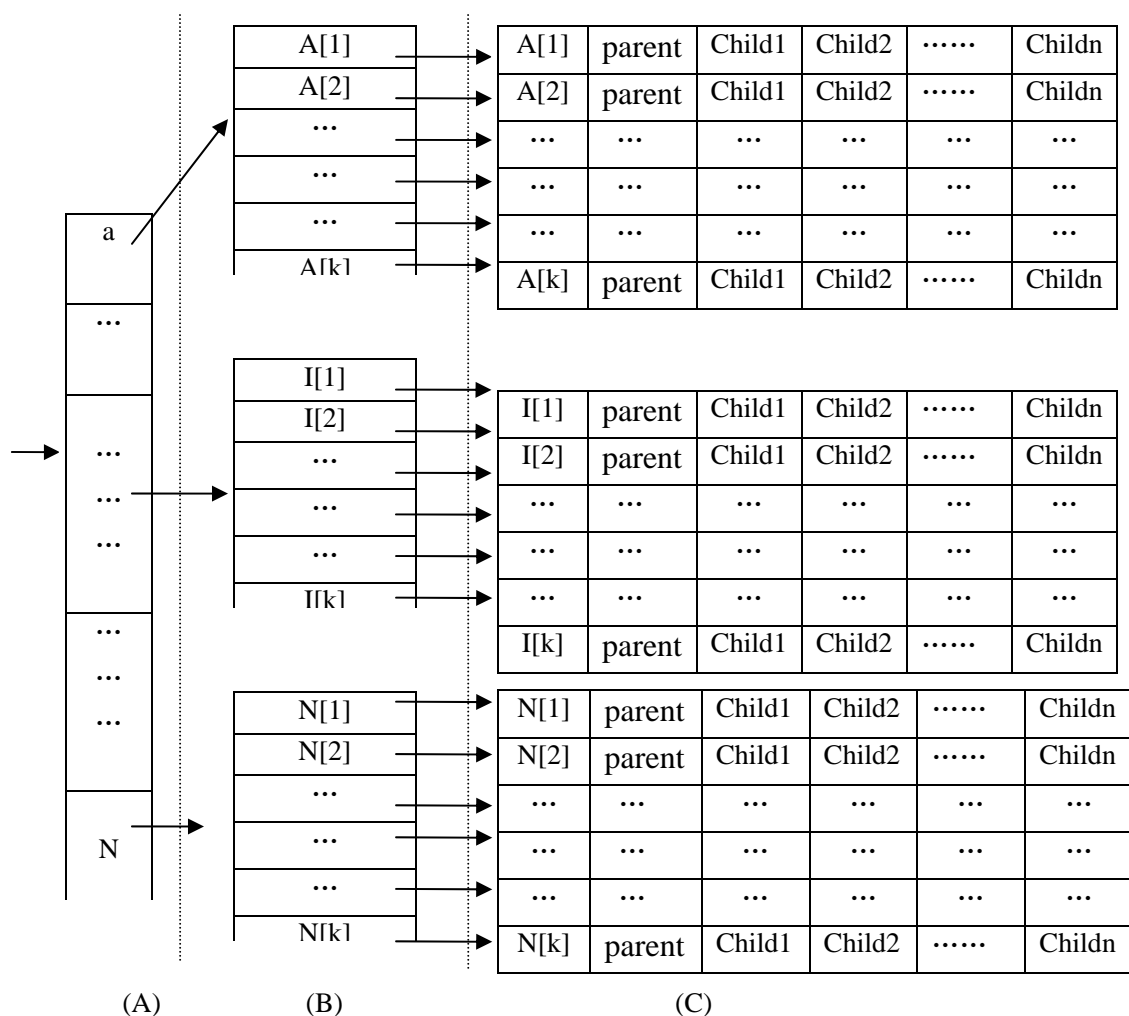 a
…
…
…
…
…
…
…
N
A[1]
A[2]
…
…
…
A[k]
I[1]
I[2]
…
…
…
I[k]
N[1]
N[2]
…
…
…
N[k]
A[1] parent Child1 Child2 …… Childn
A[2] parent Child1 Child2 …… Childn
… … … … … …
… … … … … …
… … … … … …
A[k] parent Child1 Child2 …… Childn
I[1] parent Child1 Child2 …… Childn
I[2] parent Child1 Child2 …… Childn
… … … … … …
… … … … … …
… … … … … …
I[k] parent Child1 Child2 …… Childn
N[1] parent Child1 Child2 …… Childn
N[2] parent Child1 Child2 …… Childn
… … … … … …
… … … … … …
… … … … … …
N[k] parent Child1 Child2 …… Childn
(A) (B) (C)